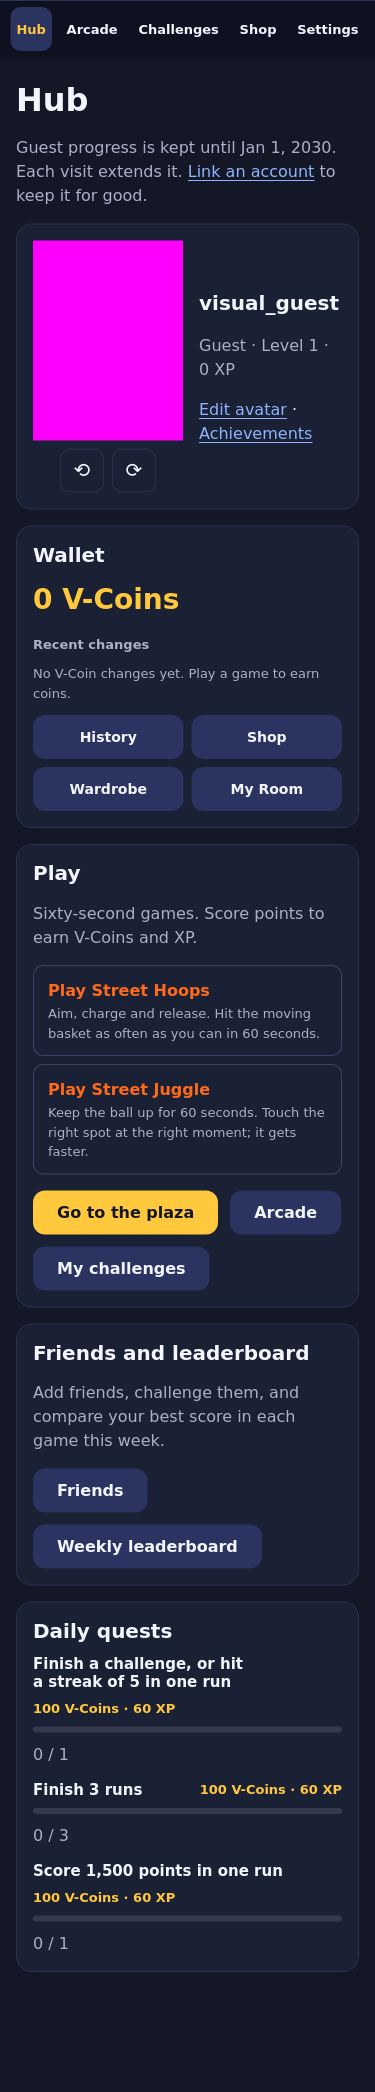 Hub Arcade Challenges Shop Settings
Hub
Guest progress is kept until Jan 1, 2030.
Each visit extends it. Link an account to
keep it for good.
visual_guest
Guest · Level 1 ·
0 XP
Edit avatar ·
Achievements
⟲ ⟳
Wallet
0 V-Coins
Recent changes
No V-Coin changes yet. Play a game to earn
coins.
History Shop
Wardrobe My Room
Play
Sixty-second games. Score points to
earn V-Coins and XP.
Play Street Hoops
Aim, charge and release. Hit the moving
basket as often as you can in 60 seconds.
Play Street Juggle
Keep the ball up for 60 seconds. Touch the
right spot at the right moment; it gets
faster.
Go to the plaza Arcade
My challenges
Friends and leaderboard
Add friends, challenge them, and
compare your best score in each
game this week.
Friends
Weekly leaderboard
Daily quests
Finish a challenge, or hit
a streak of 5 in one run
100 V-Coins · 60 XP
0 / 1
Finish 3 runs 100 V-Coins · 60 XP
0 / 3
Score 1,500 points in one run
100 V-Coins · 60 XP
0 / 1